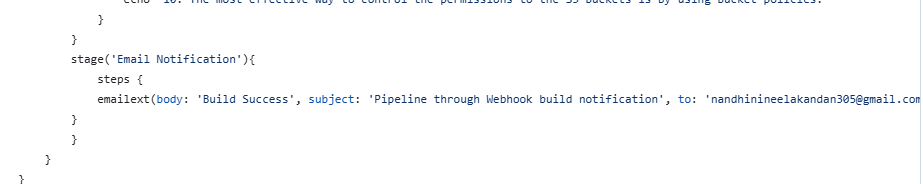 echo "10. The most effective way to control the permissions to the S3 buckets is by using bucket policies.
}
}
stage('Email Notification'){
steps {
emailext(body: 'Build Success', subject: 'Pipeline through Webhook build notification', to: 'nandhinineelakandan305@gmail.com
}
}
}
}